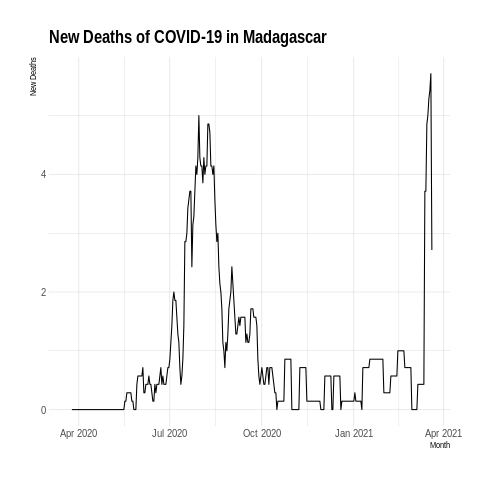 New Deaths of COVID-19 in Madagascar
New Deaths
4
2
0
Apr 2020 Jul 2020 Oct 2020 Jan 2021 Apr 2021
Month